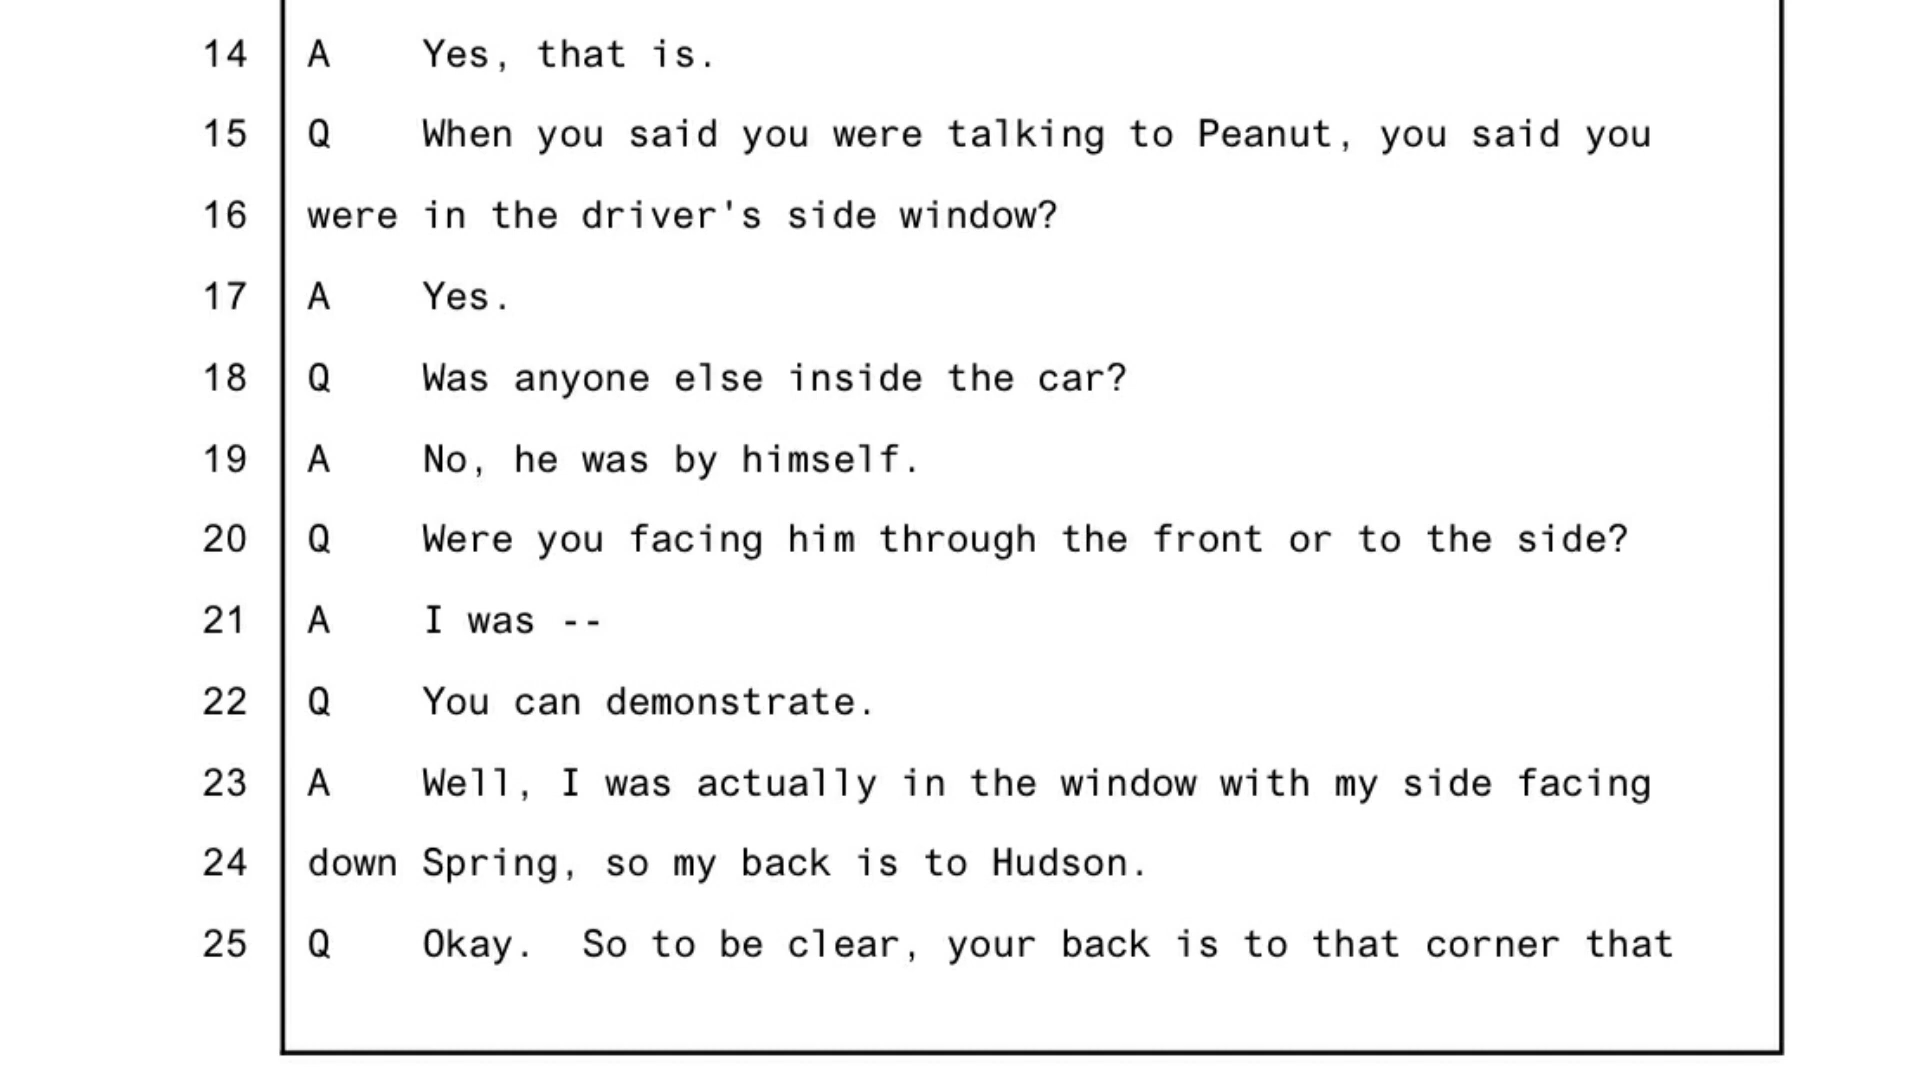 14 A Yes, that is.
15 Q When you said you were talking to Peanut, you said you
16 were in the driver's side window?
17 A Yes.
18 Q Was anyone else inside the car?
19 A No, he was by himself.
20 Q Were you facing him through the front or to the side?
21 A I was --
22 Q You can demonstrate.
23 A Well, I was actually in the window with my side facing
24 down Spring, so my back is to Hudson.
25 Q Okay.  So to be clear, your back is to that corner that